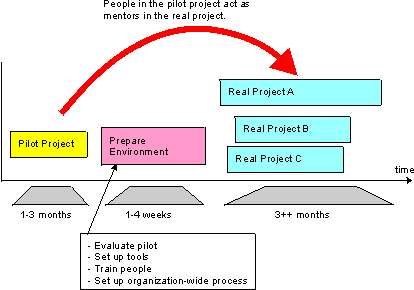 People in the pilot project act as
mentors in the real project.
Real Project A
Pilot Project
Prepare
Environment
Real Project B
Real Project C
time
1-3 months
1-4 weeks
3++ months
- Evaluate pilot
- Set up tools
- Train people
- Set up organization-wide process